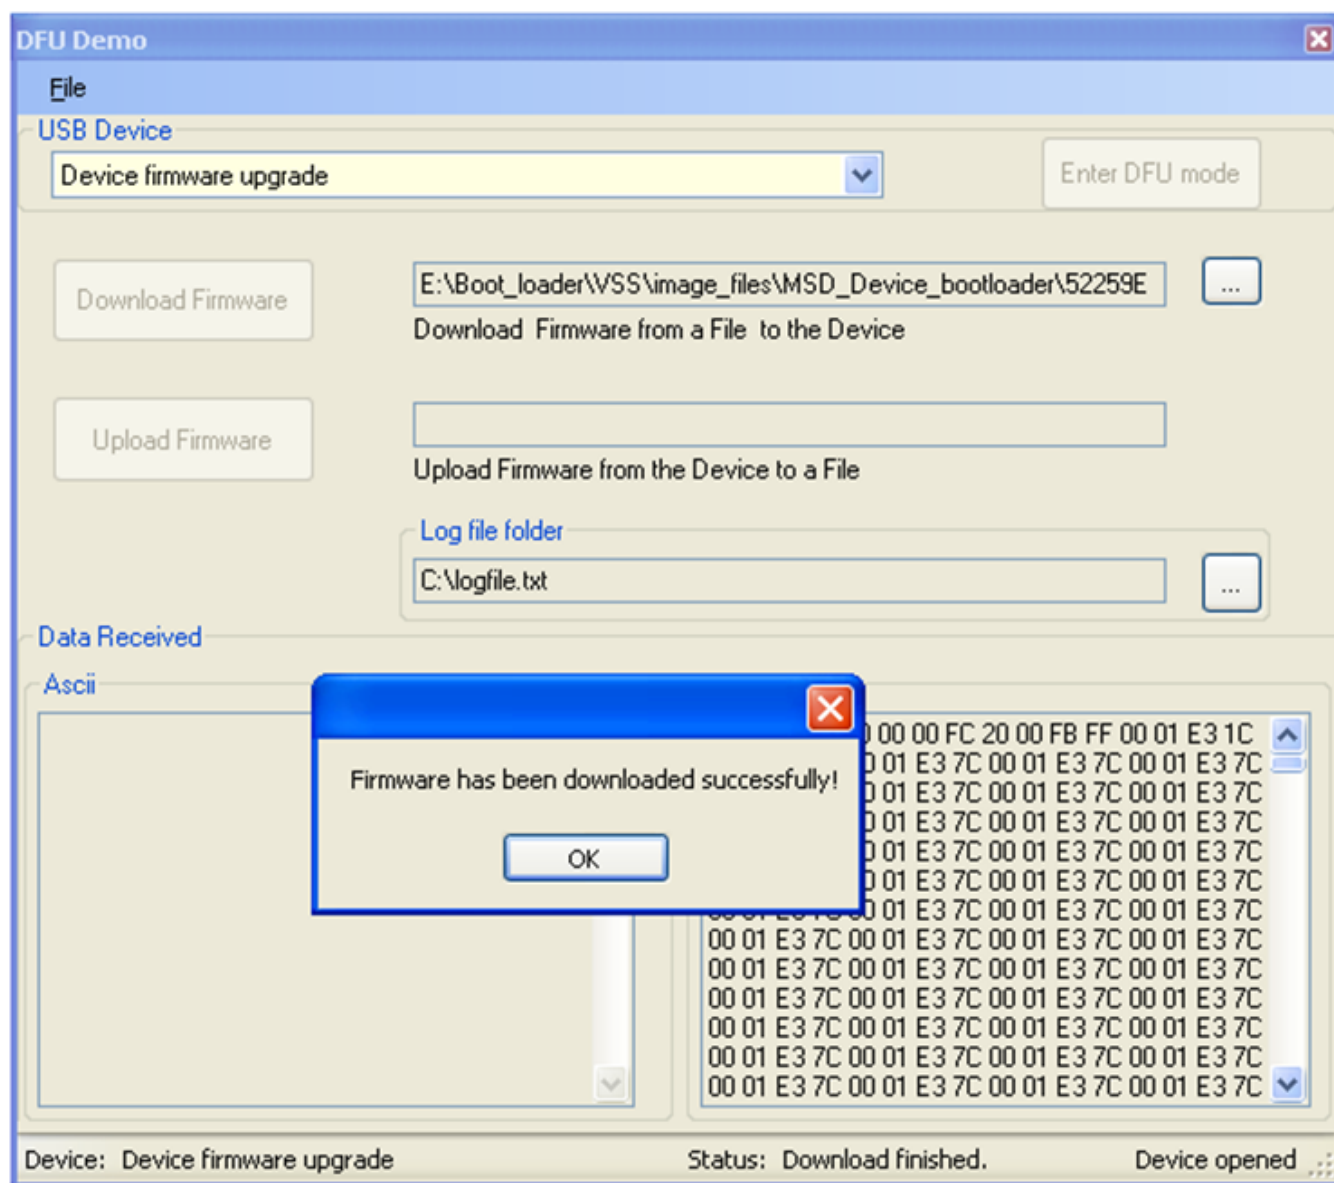 DFU Demo
File
USB Device
Device firmware upgrade
Enter DFU mode
Download Firmware
E:\Boot_loader\VSS\image_files\MSD_Device_bootloader\52259E
...
Download  Firmware from a File  to the Device
Upload Firmware
Upload Firmware from the Device to a File
Log file folder
C:\logfile.txt
...
Data Received
Ascii
Firmware has been downloaded successfully!
OK
00 00 FC 20 00 FB FF 00 01 E3 1C
00 01 E3 7C 00 01 E3 7C 00 01 E3 7C
00 01 E3 7C 00 01 E3 7C 00 01 E3 7C
00 01 E3 7C 00 01 E3 7C 00 01 E3 7C
00 01 E3 7C 00 01 E3 7C 00 01 E3 7C
00 01 E3 7C 00 01 E3 7C 00 01 E3 7C
00 01 E3 7C 00 01 E3 7C 00 01 E3 7C
00 01 E3 7C 00 01 E3 7C 00 01 E3 7C 00 01 E3 7C
00 01 E3 7C 00 01 E3 7C 00 01 E3 7C 00 01 E3 7C
00 01 E3 7C 00 01 E3 7C 00 01 E3 7C 00 01 E3 7C
00 01 E3 7C 00 01 E3 7C 00 01 E3 7C 00 01 E3 7C
00 01 E3 7C 00 01 E3 7C 00 01 E3 7C 00 01 E3 7C
00 01 E3 7C 00 01 E3 7C 00 01 E3 7C 00 01 E3 7C
Device: Device firmware upgrade
Status: Download finished.
Device opened